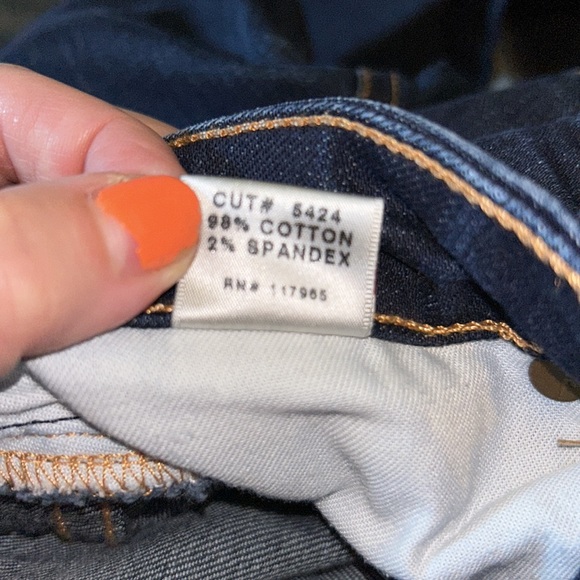 CUT# 5424
98% COTTON
2% SPANDEX
RN# 117965